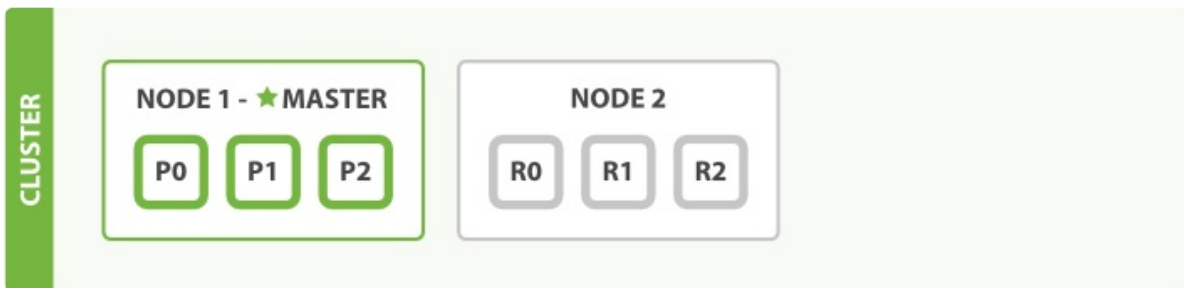 CLUSTER
NODE 1 - ★ MASTER
P0 P1 P2
NODE 2
R0 R1 R2